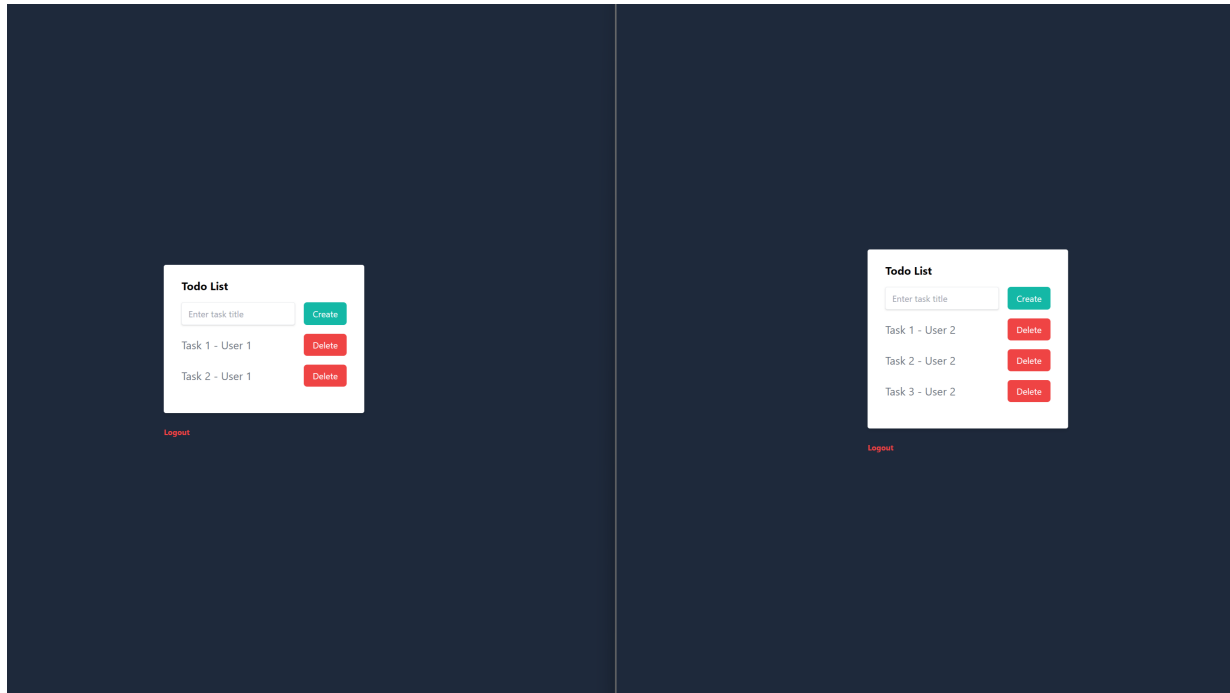 Todo List
Enter task title Create
Task 1 - User 1 Delete
Task 2 - User 1 Delete
Logout
Todo List
Enter task title Create
Task 1 - User 2 Delete
Task 2 - User 2 Delete
Task 3 - User 2 Delete
Logout